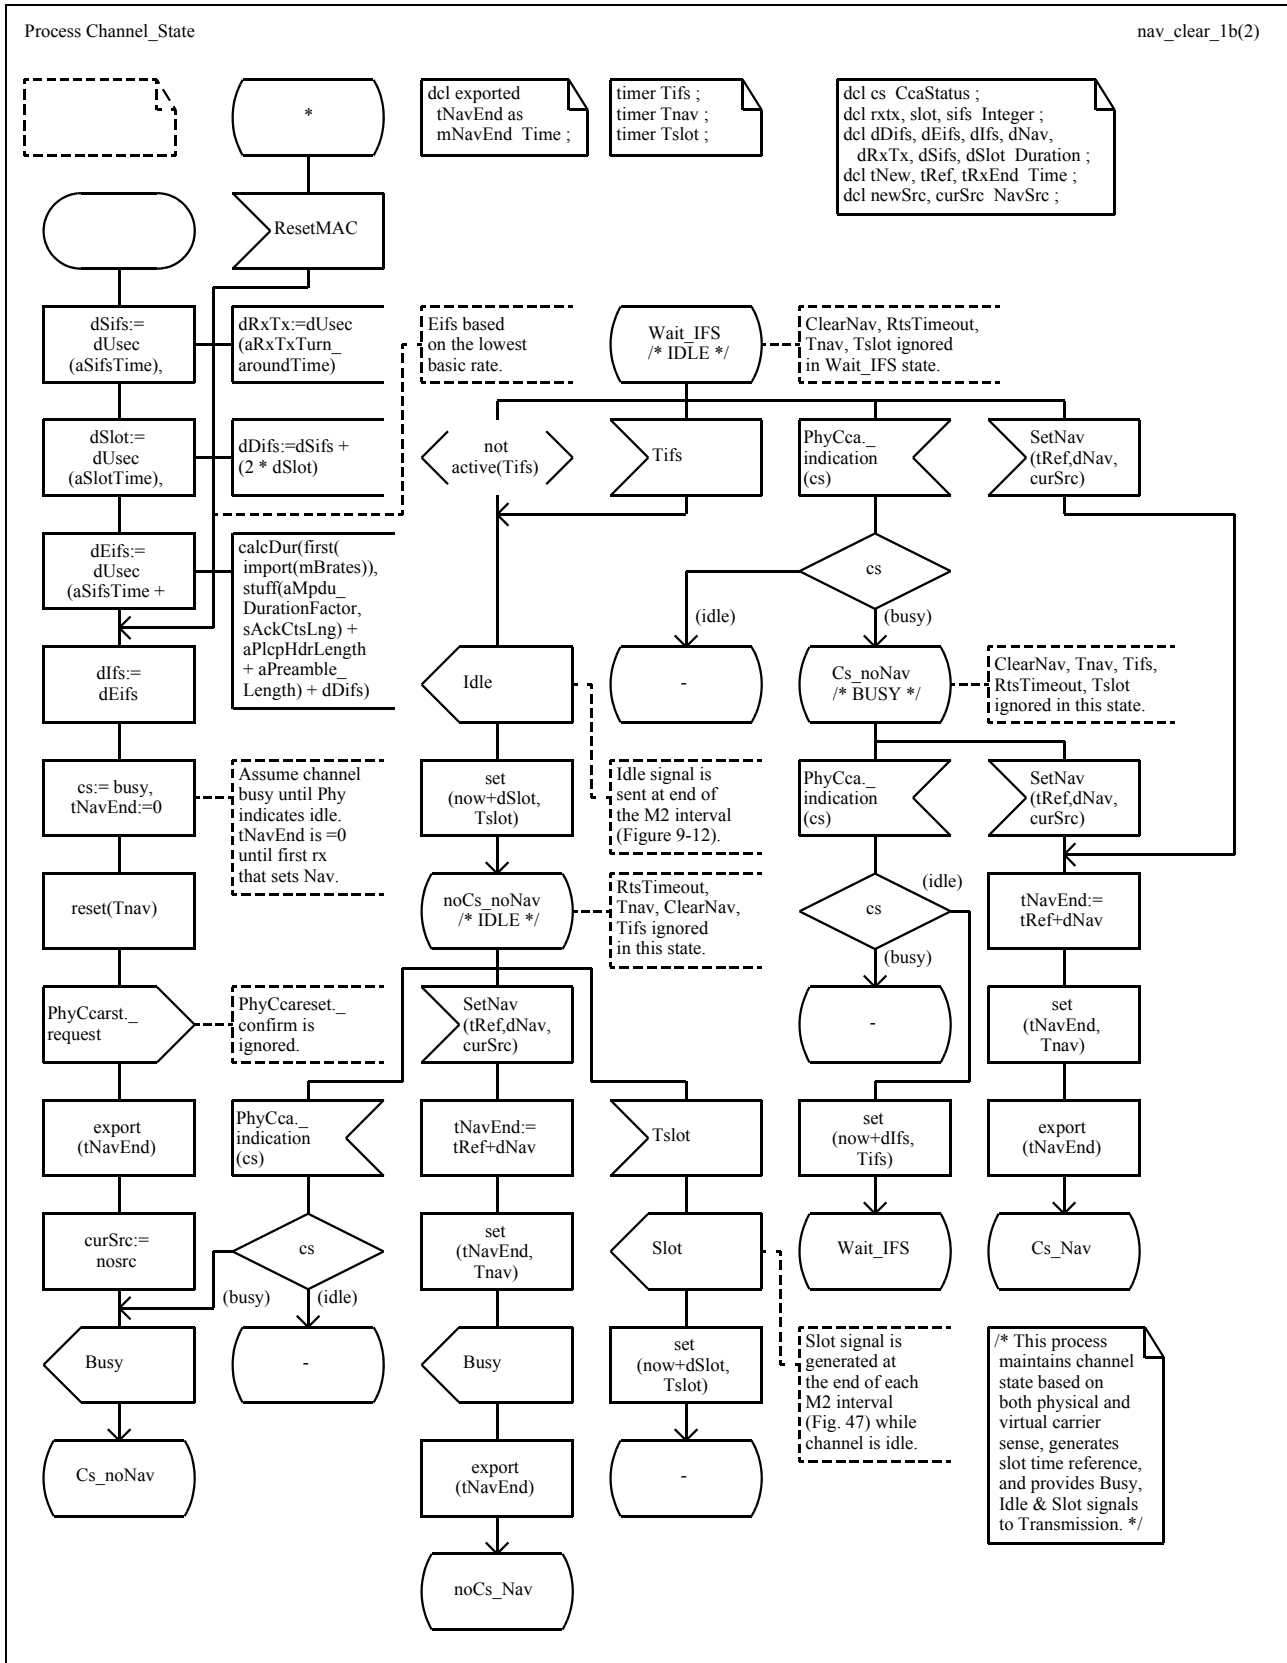 Process Channel_State
nav_clear_1b(2)
*
dcl exported
tNavEnd as
mNavEnd Time ;
timer Tifs ;
timer Tnav ;
timer Tslot ;
dcl cs CcaStatus ;
dcl rxtx, slot, sifs Integer ;
dcl dDifs, dEifs, dIfs, dNav,
dRxTx, dSifs, dSlot Duration ;
dcl tNew, tRef, tRxEnd Time ;
dcl newSrc, curSrc NavSrc ;
ResetMAC
dSifs:=
dUsec
(aSifsTime),
dRxTx:=dUsec
(aRxTxTurn_
aroundTime)
Eifs based
on the lowest
basic rate.
Wait_IFS
/* IDLE */
ClearNav, RtsTimeout,
Tnav, Tslot ignored
in Wait_IFS state.
dSlot:=
dUsec
(aSlotTime),
dDifs:=dSifs +
(2 * dSlot)
not
active(Tifs)
Tifs
PhyCca._
indication
(cs)
SetNav
(tRef,dNav,
curSrc)
dEifs:=
dUsec
(aSifsTime +
calcDur(first(
import(mBrates)),
stuff(aMpdu_
DurationFactor,
sAckCtsLng) +
aPlcpHdrLength
+ aPreamble_
Length) + dDifs)
cs
(idle)
(busy)
dIfs:=
dEifs
Idle
-
Cs_noNav
/* BUSY */
ClearNav, Tnav, Tifs,
RtsTimeout, Tslot
ignored in this state.
cs:= busy,
tNavEnd:=0
Assume channel
busy until Phy
indicates idle.
tNavEnd is =0
until first rx
that sets Nav.
set
(now+dSlot,
Tslot)
Idle signal is
sent at end of
the M2 interval
(Figure 9-12).
PhyCca._
indication
(cs)
SetNav
(tRef,dNav,
curSrc)
reset(Tnav)
noCs_noNav
/* IDLE */
RtsTimeout,
Tnav, ClearNav,
Tifs ignored
in this state.
cs
(idle)
(busy)
tNavEnd:=
tRef+dNav
PhyCcarst._
request
PhyCcareset._
confirm is
ignored.
SetNav
(tRef,dNav,
curSrc)
-
set
(tNavEnd,
Tnav)
export
(tNavEnd)
PhyCca._
indication
(cs)
tNavEnd:=
tRef+dNav
Tslot
set
(now+dIfs,
Tifs)
export
(tNavEnd)
curSrc:=
nosrc
cs
(busy)
(idle)
set
(tNavEnd,
Tnav)
Slot
Wait_IFS
Cs_Nav
Busy
-
Busy
set
(now+dSlot,
Tslot)
Slot signal is
generated at
the end of each
M2 interval
(Fig. 47) while
channel is idle.
/* This process
maintains channel
state based on
both physical and
virtual carrier
sense, generates
slot time reference,
and provides Busy,
Idle & Slot signals
to Transmission. */
Cs_noNav
export
(tNavEnd)
-
noCs_Nav